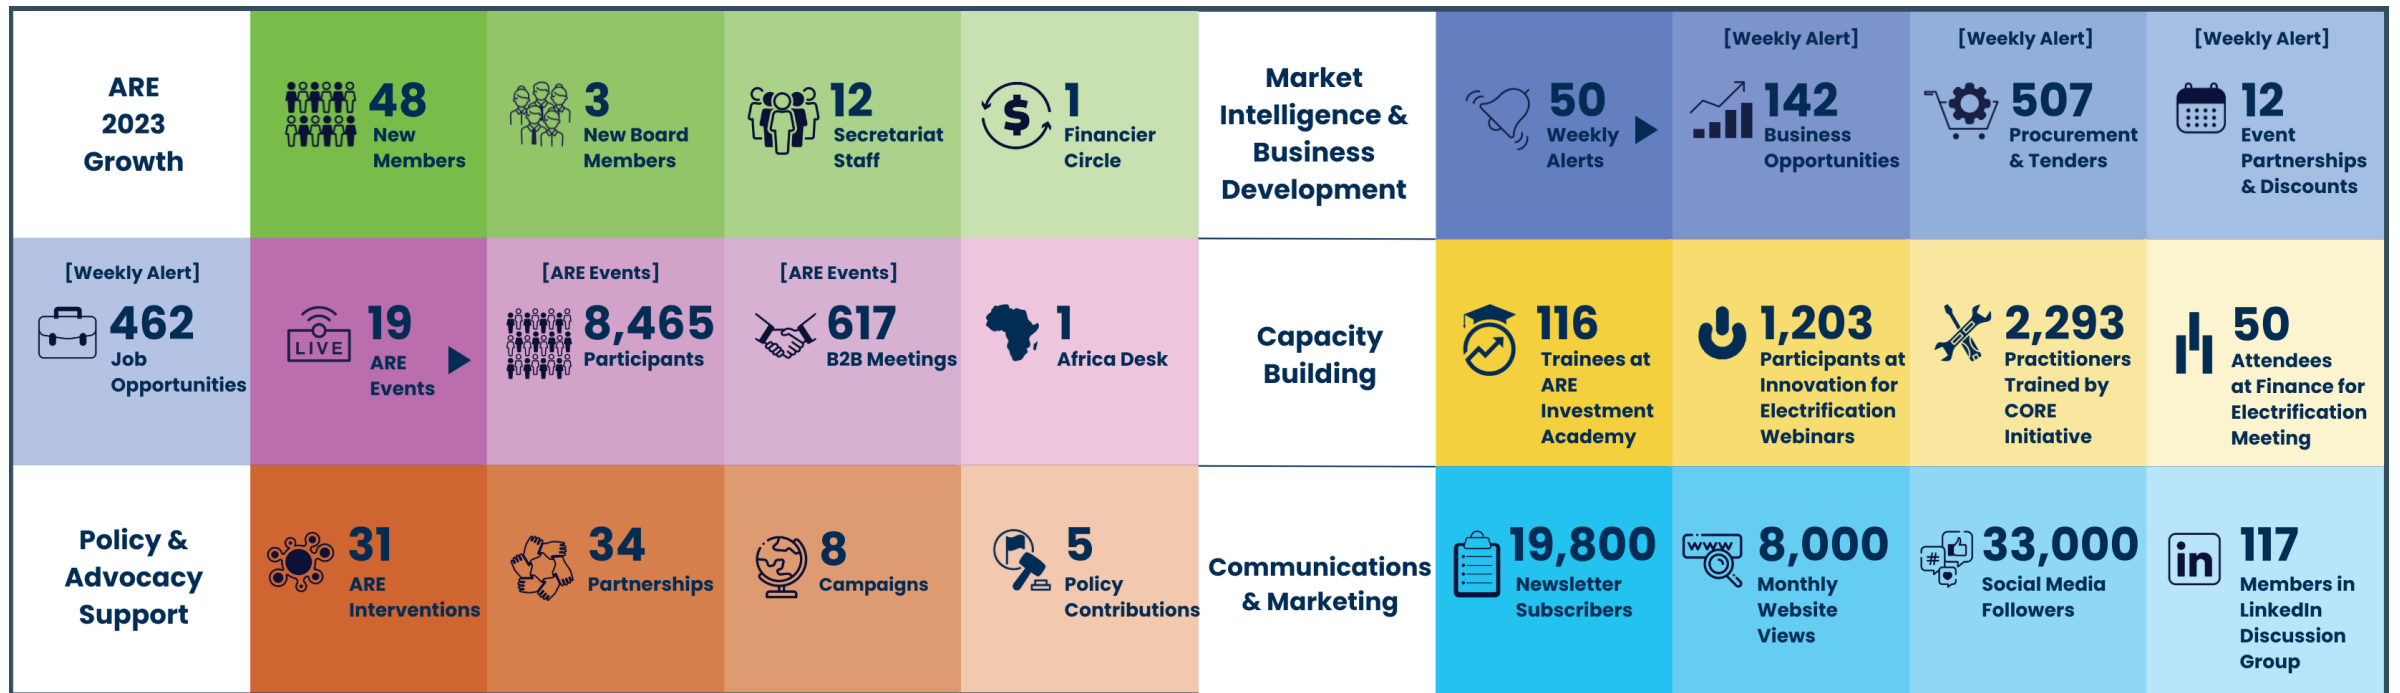 ARE
2023
Growth
48
New
Members
3
New Board
Members
12
Secretariat
Staff
$
1
Financier
Circle
Market
Intelligence &
Business
Development
50
Weekly
Alerts
[Weekly Alert]
142
Business
Opportunities
[Weekly Alert]
507
Procurement
& Tenders
[Weekly Alert]
12
Event
Partnerships
& Discounts
[Weekly Alert]
462
Job
Opportunities
LIVE
19
ARE
Events
[ARE Events]
8,465
Participants
[ARE Events]
617
B2B Meetings
1
Africa Desk
Capacity
Building
116
Trainees at
ARE
Investment
Academy
1,203
Participants at
Innovation for
Electrification
Webinars
2,293
Practitioners
Trained by
CORE
Initiative
50
Attendees
at Finance for
Electrification
Meeting
Policy &
Advocacy
Support
31
ARE
Interventions
34
Partnerships
8
Campaigns
5
Policy
Contributions
Communications
& Marketing
19,800
Newsletter
Subscribers
www
8,000
Monthly
Website
Views
#
33,000
Social Media
Followers
in
117
Members in
LinkedIn
Discussion
Group